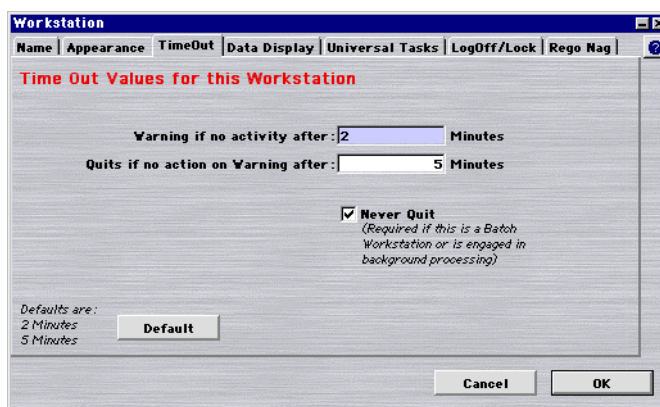 Workstation
Name Appearance TimeOut Data Display Universal Tasks LogOff/Lock Rego Nag ?
Time Out Values for this Workstation
Warning if no activity after: 2 Minutes
Quits if no action on Warning after: 5 Minutes
Never Quit
(Required if this is a Batch
Workstation or is engaged in
background processing)
Defaults are:
2 Minutes
5 Minutes
Default
Cancel OK